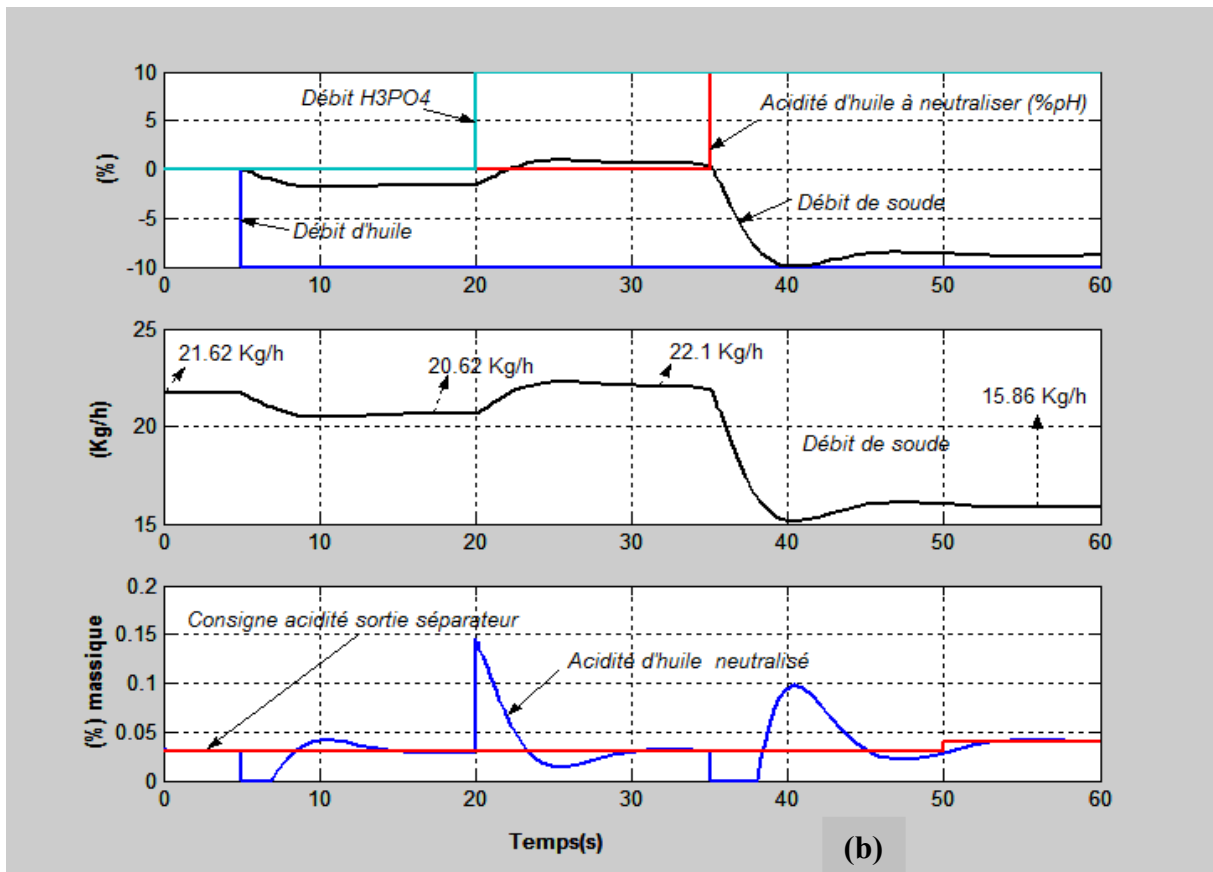 10
5
0
-5
-10
(%)
Débit H3PO4
Acidité d'huile à neutraliser (%pH)
Débit d'huile
Débit de soude
0 10 20 30 40 50 60
25
20
15
(Kg/h)
21.62 Kg/h
20.62 Kg/h
22.1 Kg/h
15.86 Kg/h
Débit de soude
0 10 20 30 40 50 60
0.2
0.15
0.1
0.05
0
(%) massique
Consigne acidité sortie séparateur
Acidité d'huile neutralisé
0 10 20 30 40 50 60
Temps(s)
(b)